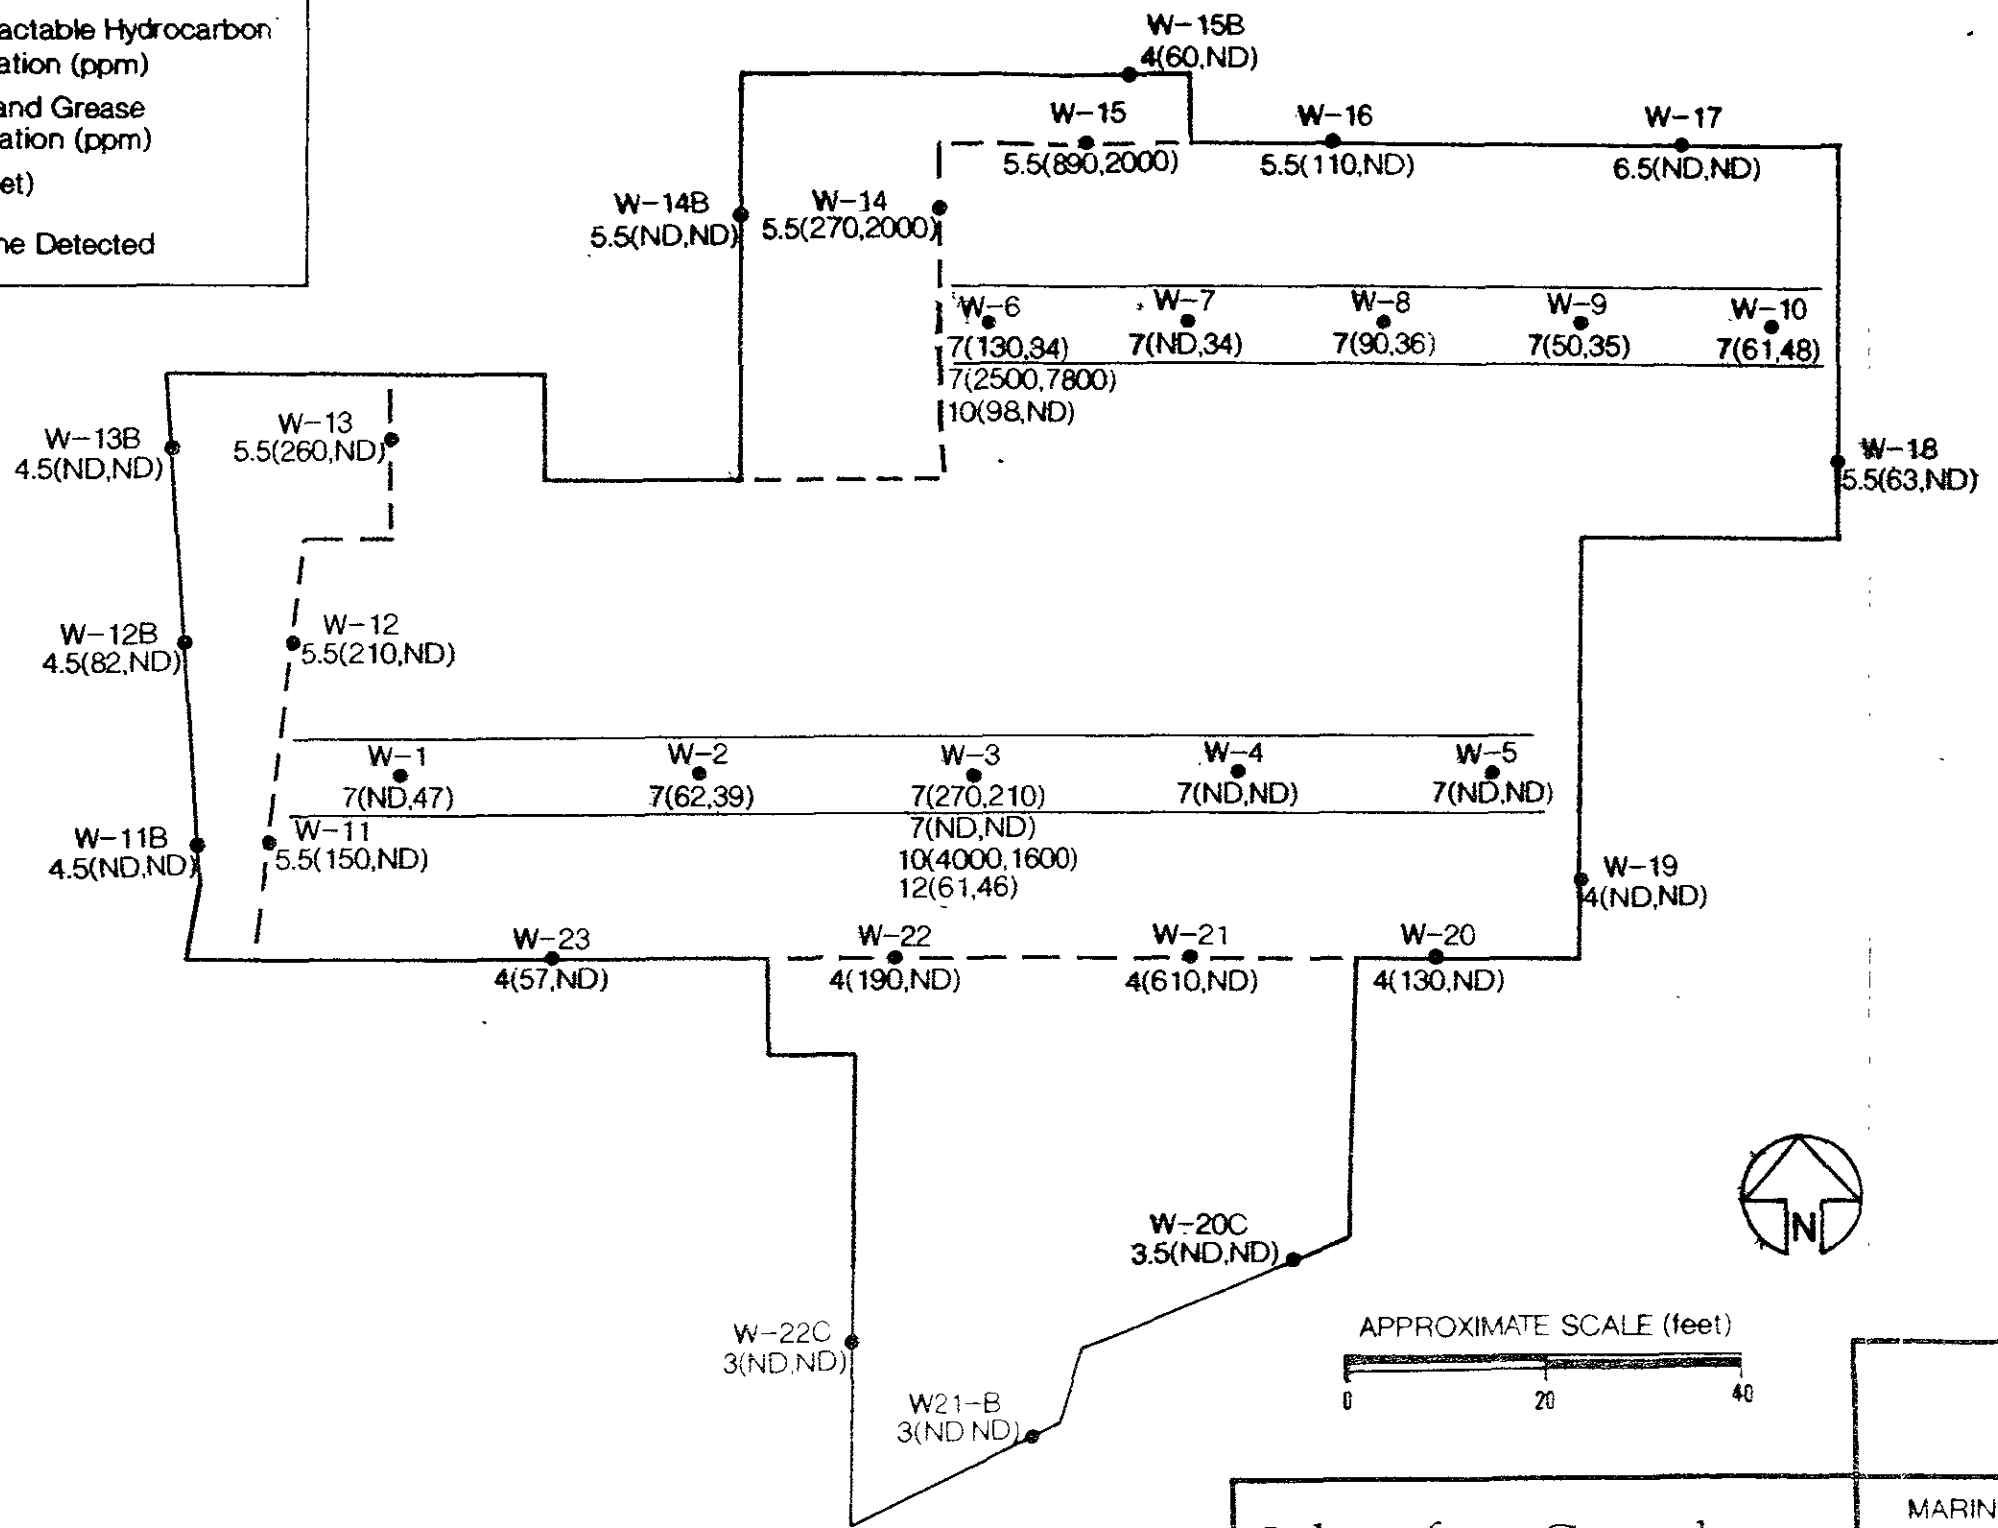 actable Hydrocarbon
ation (ppm)
and Grease
ation (ppm)
et)
ne Detected
W-15B
4(60,ND)
W-15
5.5(890,2000)
W-16
5.5(110,ND)
W-17
6.5(ND,ND)
W-14B
5.5(ND,ND)
W-14
5.5(270,2000)
W-6
7(130,34)
7(2500,7800)
10(98,ND)
W-7
7(ND,34)
W-8
7(90,36)
W-9
7(50,35)
W-10
7(61,48)
W-13B
4.5(ND,ND)
W-13
5.5(260,ND)
W-18
5.5(63,ND)
W-12B
4.5(82,ND)
W-12
5.5(210,ND)
W-1
7(ND,47)
W-2
7(62,39)
W-3
7(270,210)
7(ND,ND)
10(4000,1600)
12(61,46)
W-4
7(ND,ND)
W-5
7(ND,ND)
W-11B
4.5(ND,ND)
W-11
5.5(150,ND)
W-19
4(ND,ND)
W-23
4(57,ND)
W-22
4(190,ND)
W-21
4(610,ND)
W-20
4(130,ND)
W-20C
3.5(ND,ND)
N
W-22C
3(ND,ND)
W21-B
3(ND ND)
APPROXIMATE SCALE (feet)
0 20 40
MARIN